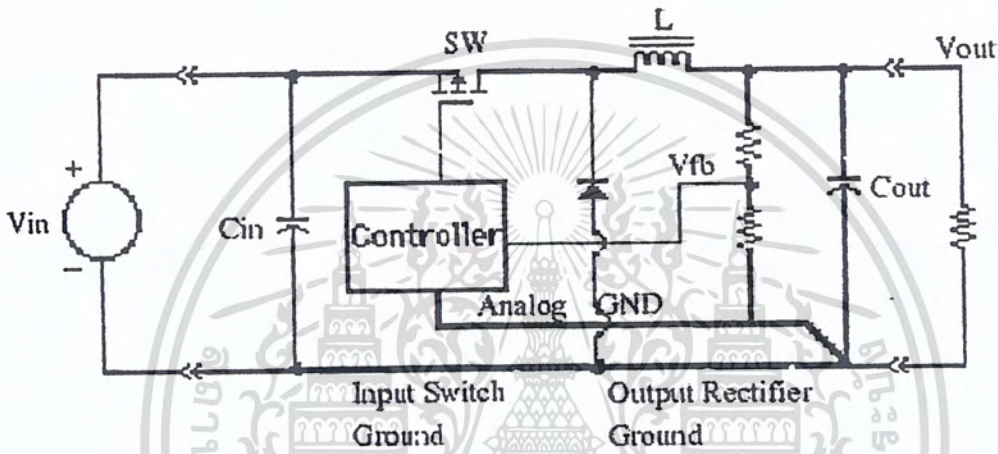 L
SW
Vout
Vfb
+
Vin
-
Cin
Controller
Cout
Analog GND
Input Switch
Ground
Output Rectifier
Ground